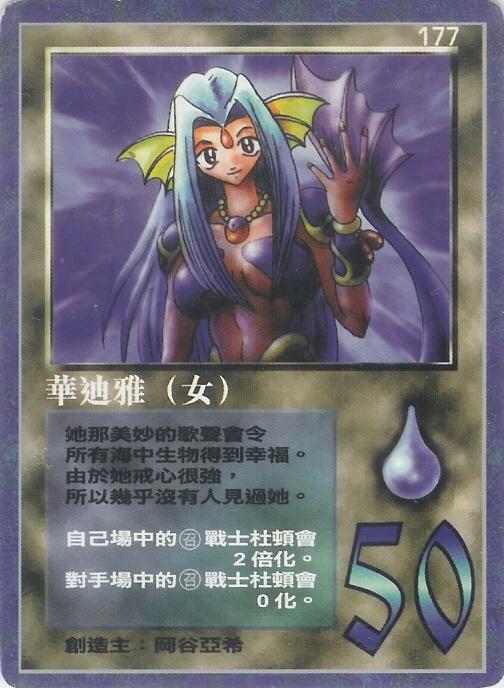 177
華迪雅（女）
她那美妙的歌聲會令
所有海中生物得到幸福。
由於她戒心很強，
所以幾乎沒有人見過她。
自己場中的㊉戰士杜頓會
２倍化。
對手場中的戰士杜頓會
０化。
50
創造主：岡谷亞希